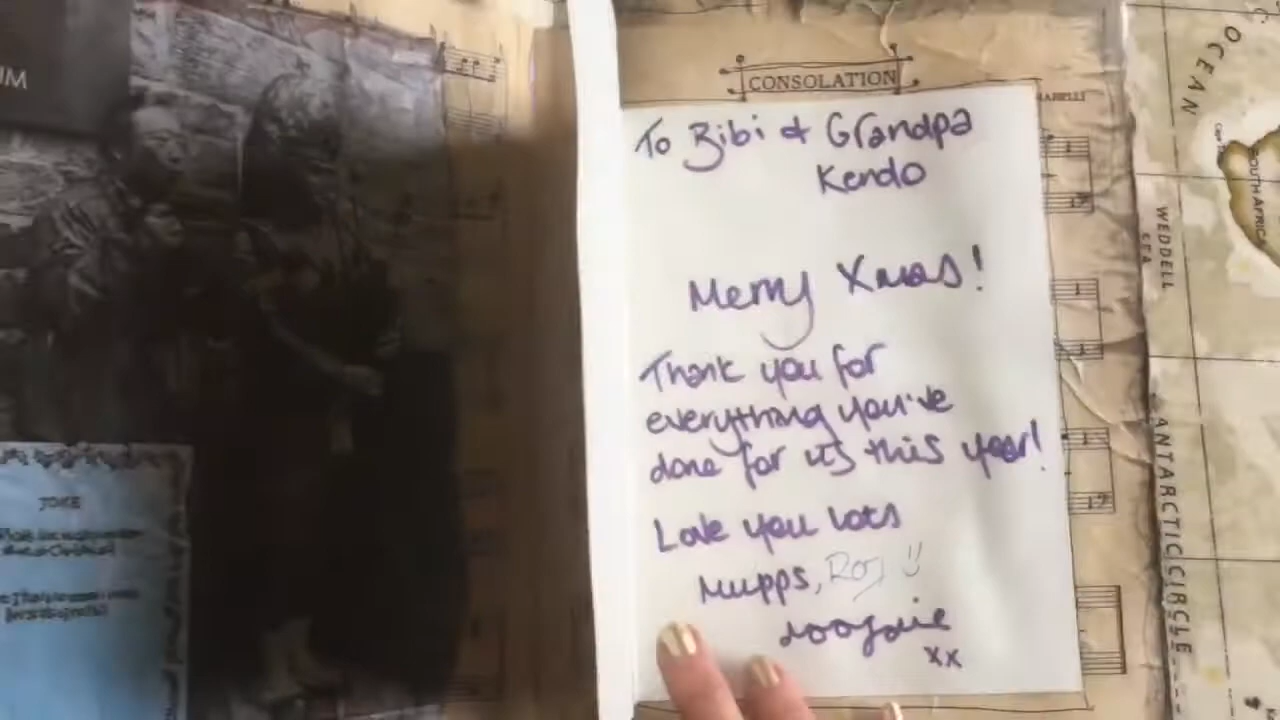 UM
CONSOLATION
To Bibi & Grandpa
Kendo
Merry Xmas!
Thank you for
everything you've
done for us this year!
Love you lots
Mupps, Roj
xx
JOKE
OCEAN
SOUTH AFRICA
WEDDELL
SEA
ANTARCTIC CIRCLE